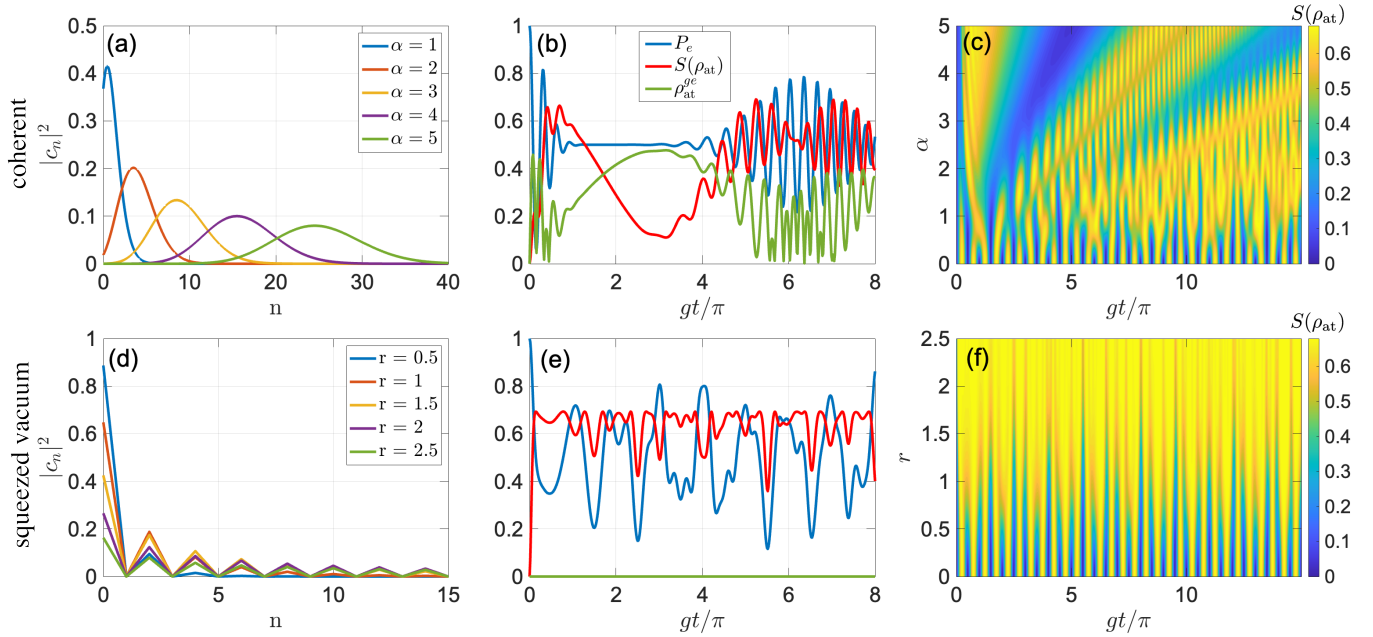 coherent
(a)
|c_n|^2
0.5
0.4
0.3
0.2
0.1
0
0
10
20
30
40
n
α = 1
α = 2
α = 3
α = 4
α = 5
(b)
1
0.8
0.6
0.4
0.2
0
0
2
4
6
8
gt/π
P_e
S(ρ_at)
ρ_at^ge
(c)
α
5
4
3
2
1
0
5
10
gt/π
S(ρ_at)
0.6
0.5
0.4
0.3
0.2
0.1
0
squeezed vacuum
(d)
|c_n|^2
1
0.8
0.6
0.4
0.2
0
0
5
10
15
n
r = 0.5
r = 1
r = 1.5
r = 2
r = 2.5
(e)
1
0.8
0.6
0.4
0.2
0
0
2
4
6
8
gt/π
(f)
r
2.5
2
1.5
1
0.5
0
5
10
gt/π
S(ρ_at)
0.6
0.5
0.4
0.3
0.2
0.1
0